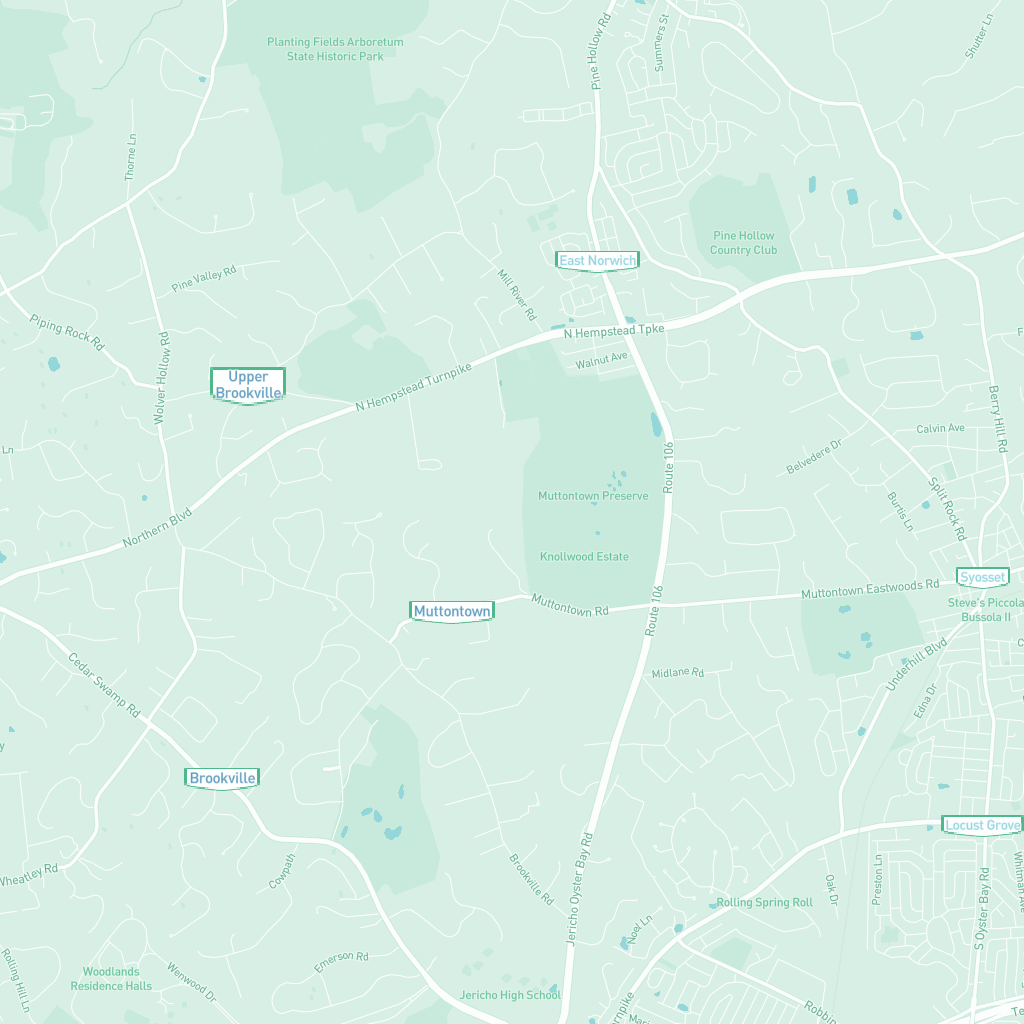 Planting Fields Arboretum
State Historic Park
Pine Hollow Rd
Summers St
Shutter Ln
Thorne Ln
Pine Hollow
Country Club
East Norwich
Pine Valley Rd
Mill River Rd
Piping Rock Rd
N Hempstead Tpke
Wolver Hollow Rd
Walnut Ave
Upper
Brookville
N Hempstead Turnpike
Berry Hill Rd
Calvin Ave
Ln
Route 106
Belvedere Dr
Muttontown Preserve
Burtis Ln
Split Rock Rd
Northern Blvd
Knollwood Estate
Syosset
Muttontown Eastwoods Rd
Muttontown
Muttontown Rd
Route 106
Steve's Piccola
Bussola II
Underhill Blvd
Cedar Swamp Rd
Midlane Rd
Edna Dr
Brookville
Locust Grove
Wheatley Rd
Cowpath
Brookville Rd
Jericho Oyster Bay Rd
Preston Ln
Oak Dr
Whitman Ave
Rolling Spring Roll
S Oyster Bay Rd
Noel Ln
Rolling Hill Ln
Woodlands
Residence Halls
Wenwood Dr
Emerson Rd
Jericho High School